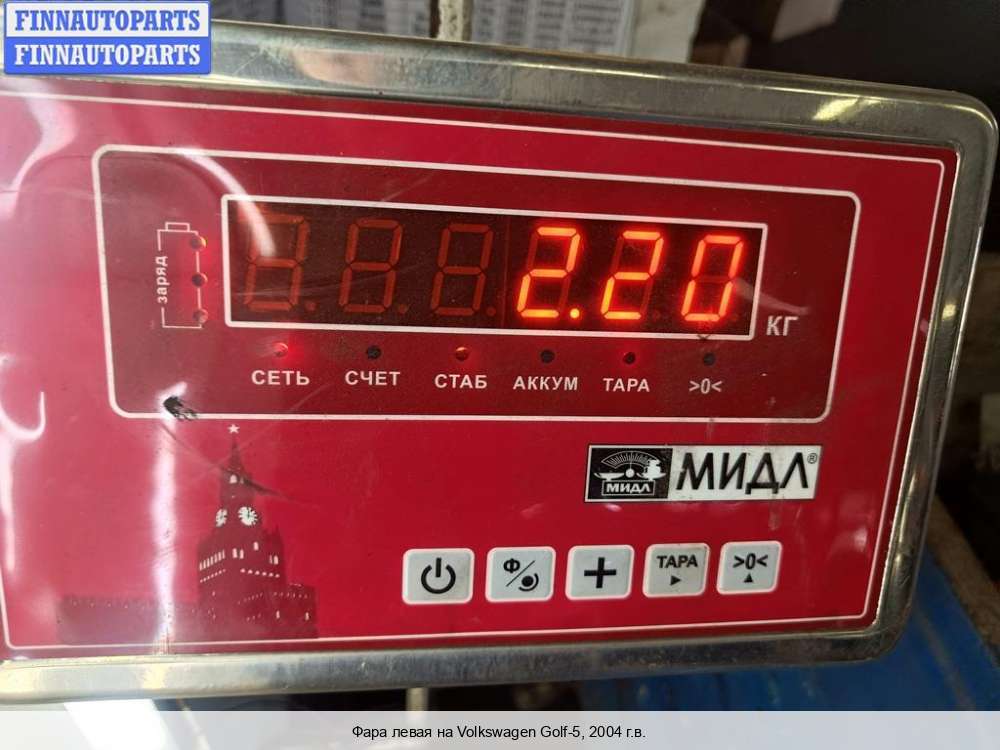 FINNAUTOPARTS
FINNAUTOPARTS
заряд
2.20
КГ
СЕТЬ СЧЕТ СТАБ АККУМ ТАРА >0<
МИДЛ МИДЛ®
Ф
+
ТАРА
>0<
Фара левая на Volkswagen Golf-5, 2004 г.в.